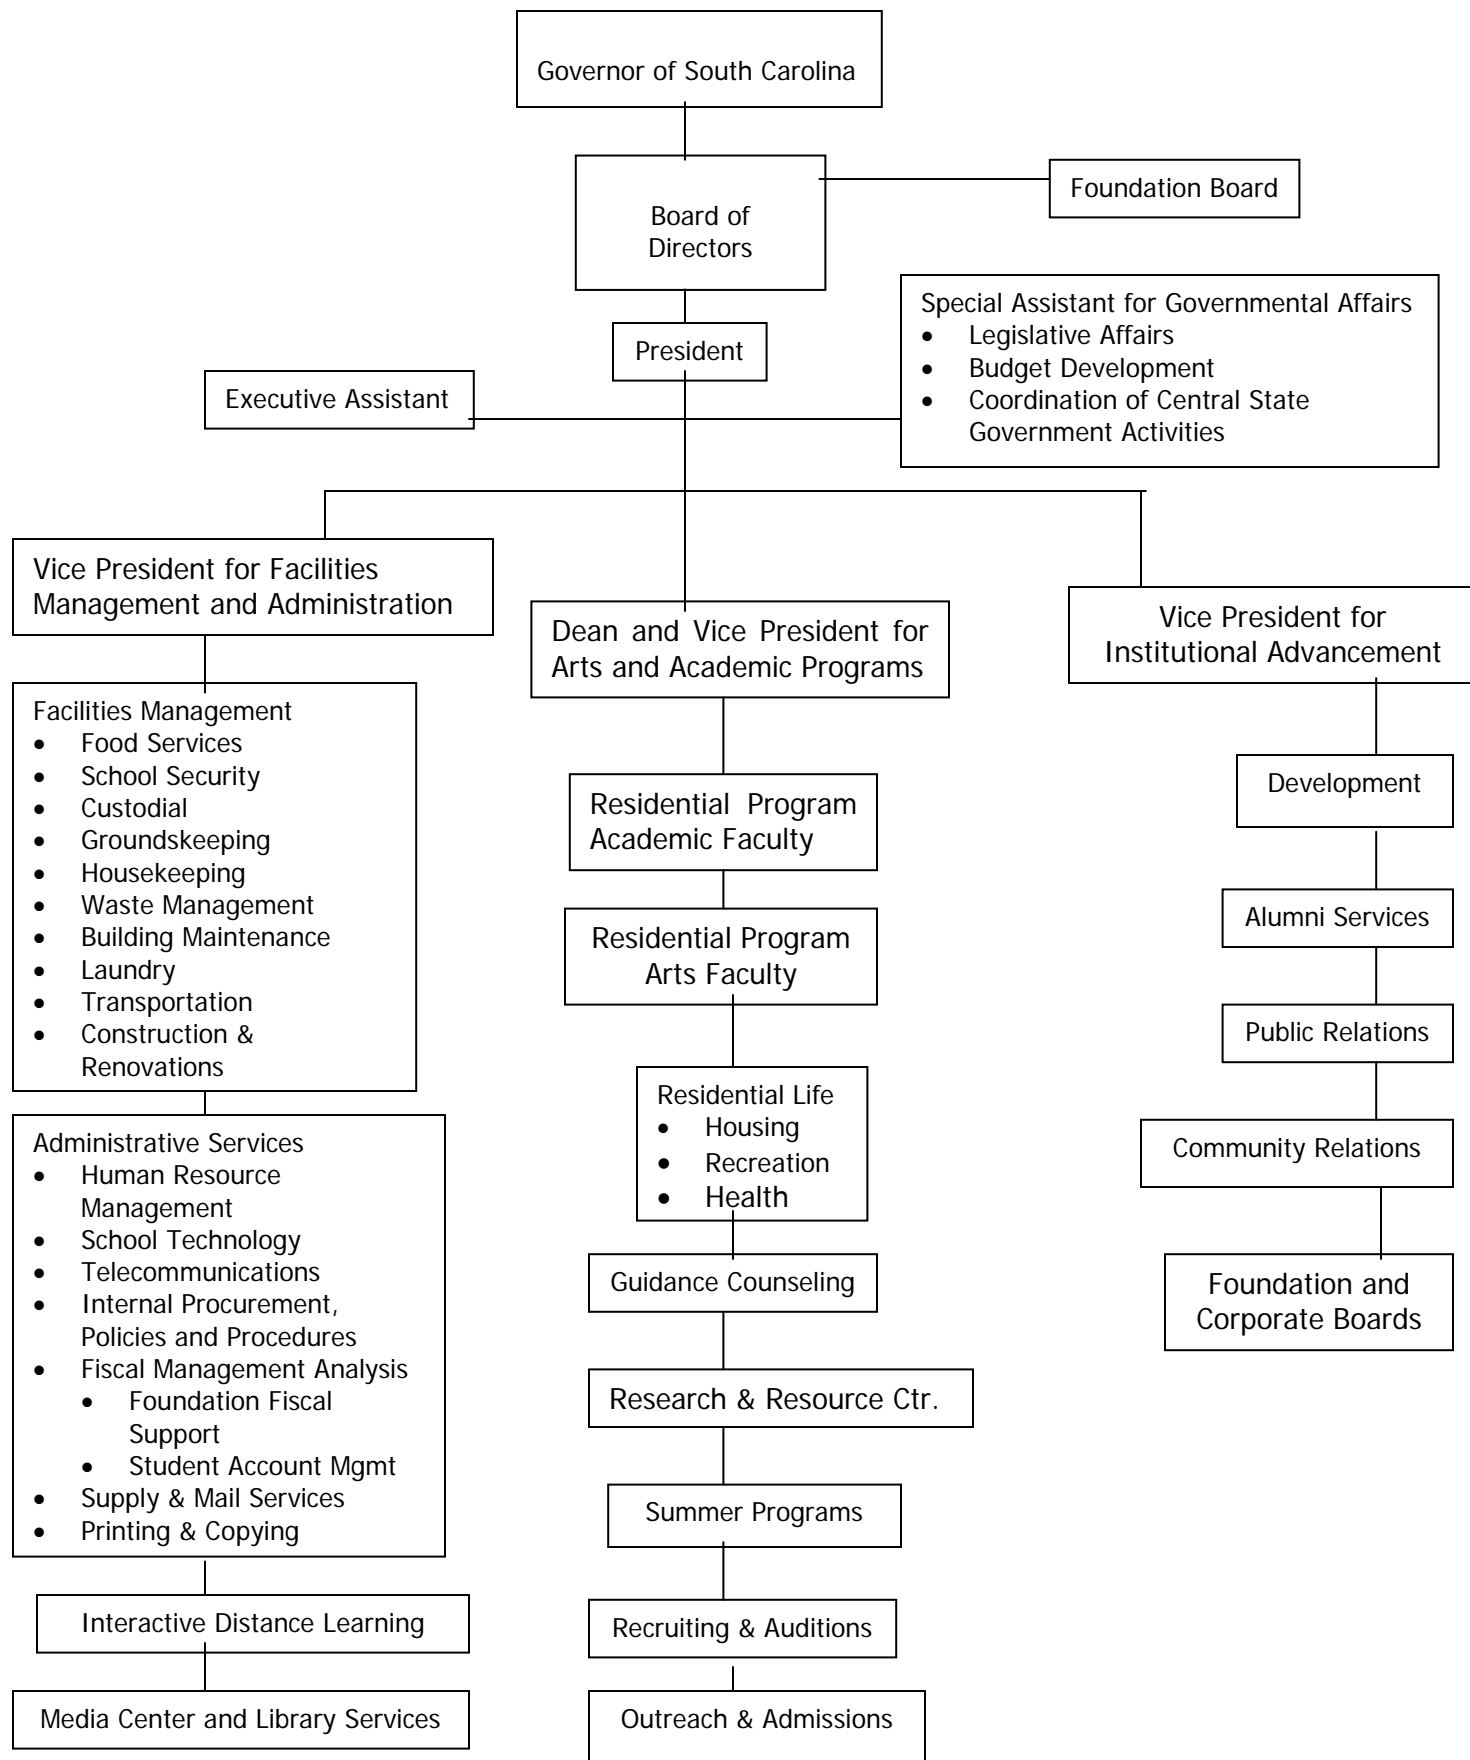 Governor of South Carolina
Board of
Directors
Foundation Board
President
Special Assistant for Governmental Affairs
• Legislative Affairs
• Budget Development
• Coordination of Central State
Government Activities
Executive Assistant
Vice President for Facilities
Management and Administration
Facilities Management
• Food Services
• School Security
• Custodial
• Groundskeeping
• Housekeeping
• Waste Management
• Building Maintenance
• Laundry
• Transportation
• Construction &
Renovations
Administrative Services
• Human Resource
Management
• School Technology
• Telecommunications
• Internal Procurement,
Policies and Procedures
• Fiscal Management Analysis
• Foundation Fiscal
Support
• Student Account Mgmt
• Supply & Mail Services
• Printing & Copying
Interactive Distance Learning
Media Center and Library Services
Dean and Vice President for
Arts and Academic Programs
Residential Program
Academic Faculty
Residential Program
Arts Faculty
Residential Life
• Housing
• Recreation
• Health
Guidance Counseling
Research & Resource Ctr.
Summer Programs
Recruiting & Auditions
Outreach & Admissions
Vice President for
Institutional Advancement
Development
Alumni Services
Public Relations
Community Relations
Foundation and
Corporate Boards